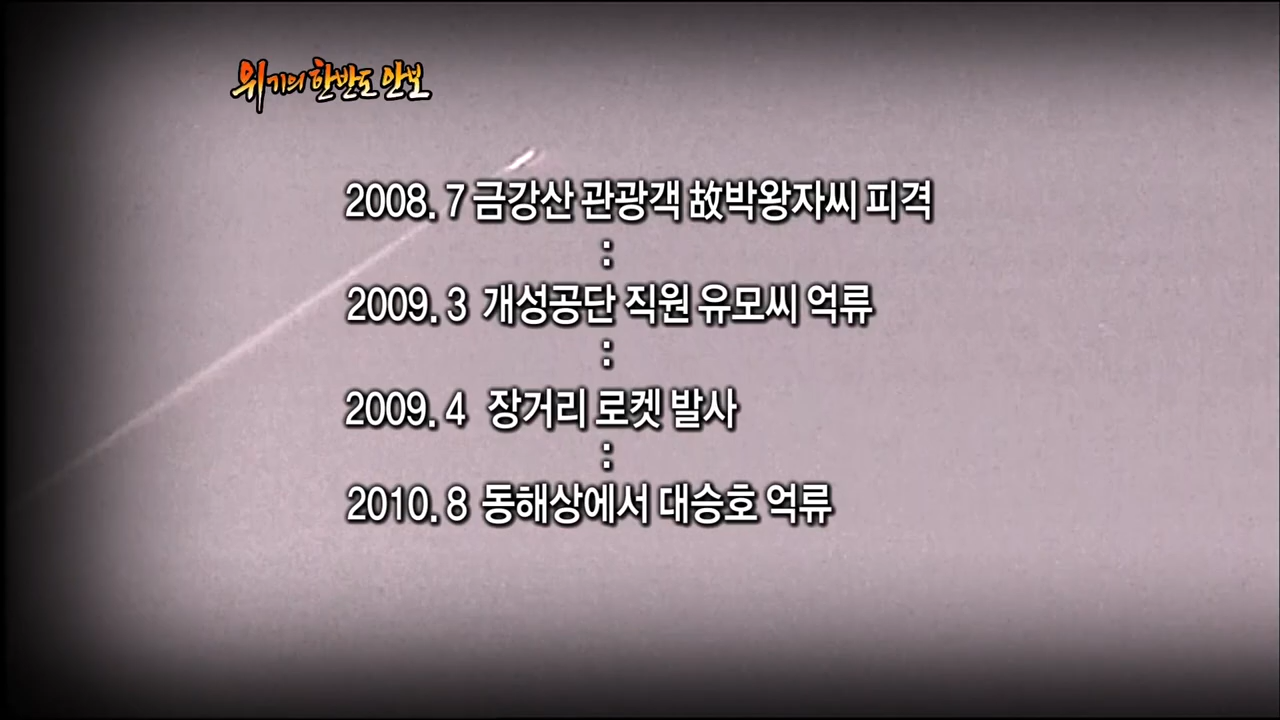 위기의 한반도 안보
2008. 7 금강산 관광객 故박왕자씨 피격
:
2009. 3 개성공단 직원 유모씨 억류
:
2009. 4 장거리 로켓 발사
:
2010. 8 동해상에서 대승호 억류